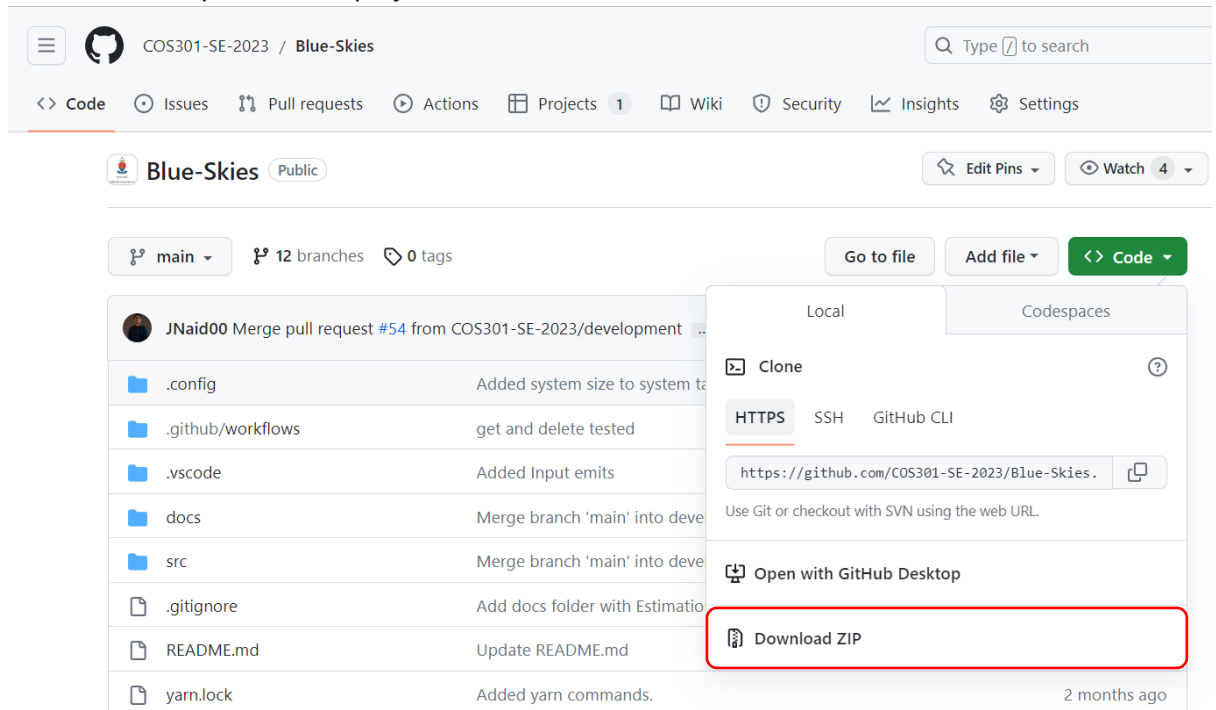 COS301-SE-2023 / Blue-Skies
Type / to search
<> Code Issues Pull requests Actions Projects 1 Wiki Security Insights Settings
Blue-Skies Public
Edit Pins Watch 4
main 12 branches 0 tags
Go to file Add file <> Code
JNaid00 Merge pull request #54 from COS301-SE-2023/development ...
Local Codespaces
Clone
HTTPS SSH GitHub CLI
https://github.com/COS301-SE-2023/Blue-Skies.
Use Git or checkout with SVN using the web URL.
Open with GitHub Desktop
Download ZIP
.config Added system size to system ta
.github/workflows get and delete tested
.vscode Added Input emits
docs Merge branch 'main' into deve
src Merge branch 'main' into deve
.gitignore Add docs folder with Estimatio
README.md Update README.md
yarn.lock Added yarn commands. 2 months ago